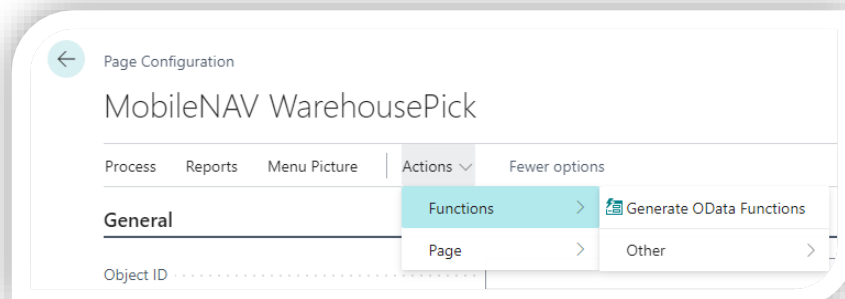 Page Configuration
MobileNAV WarehousePick
Process Reports Menu Picture Actions Fewer options
General
Functions Generate OData Functions
Page Other
Object ID